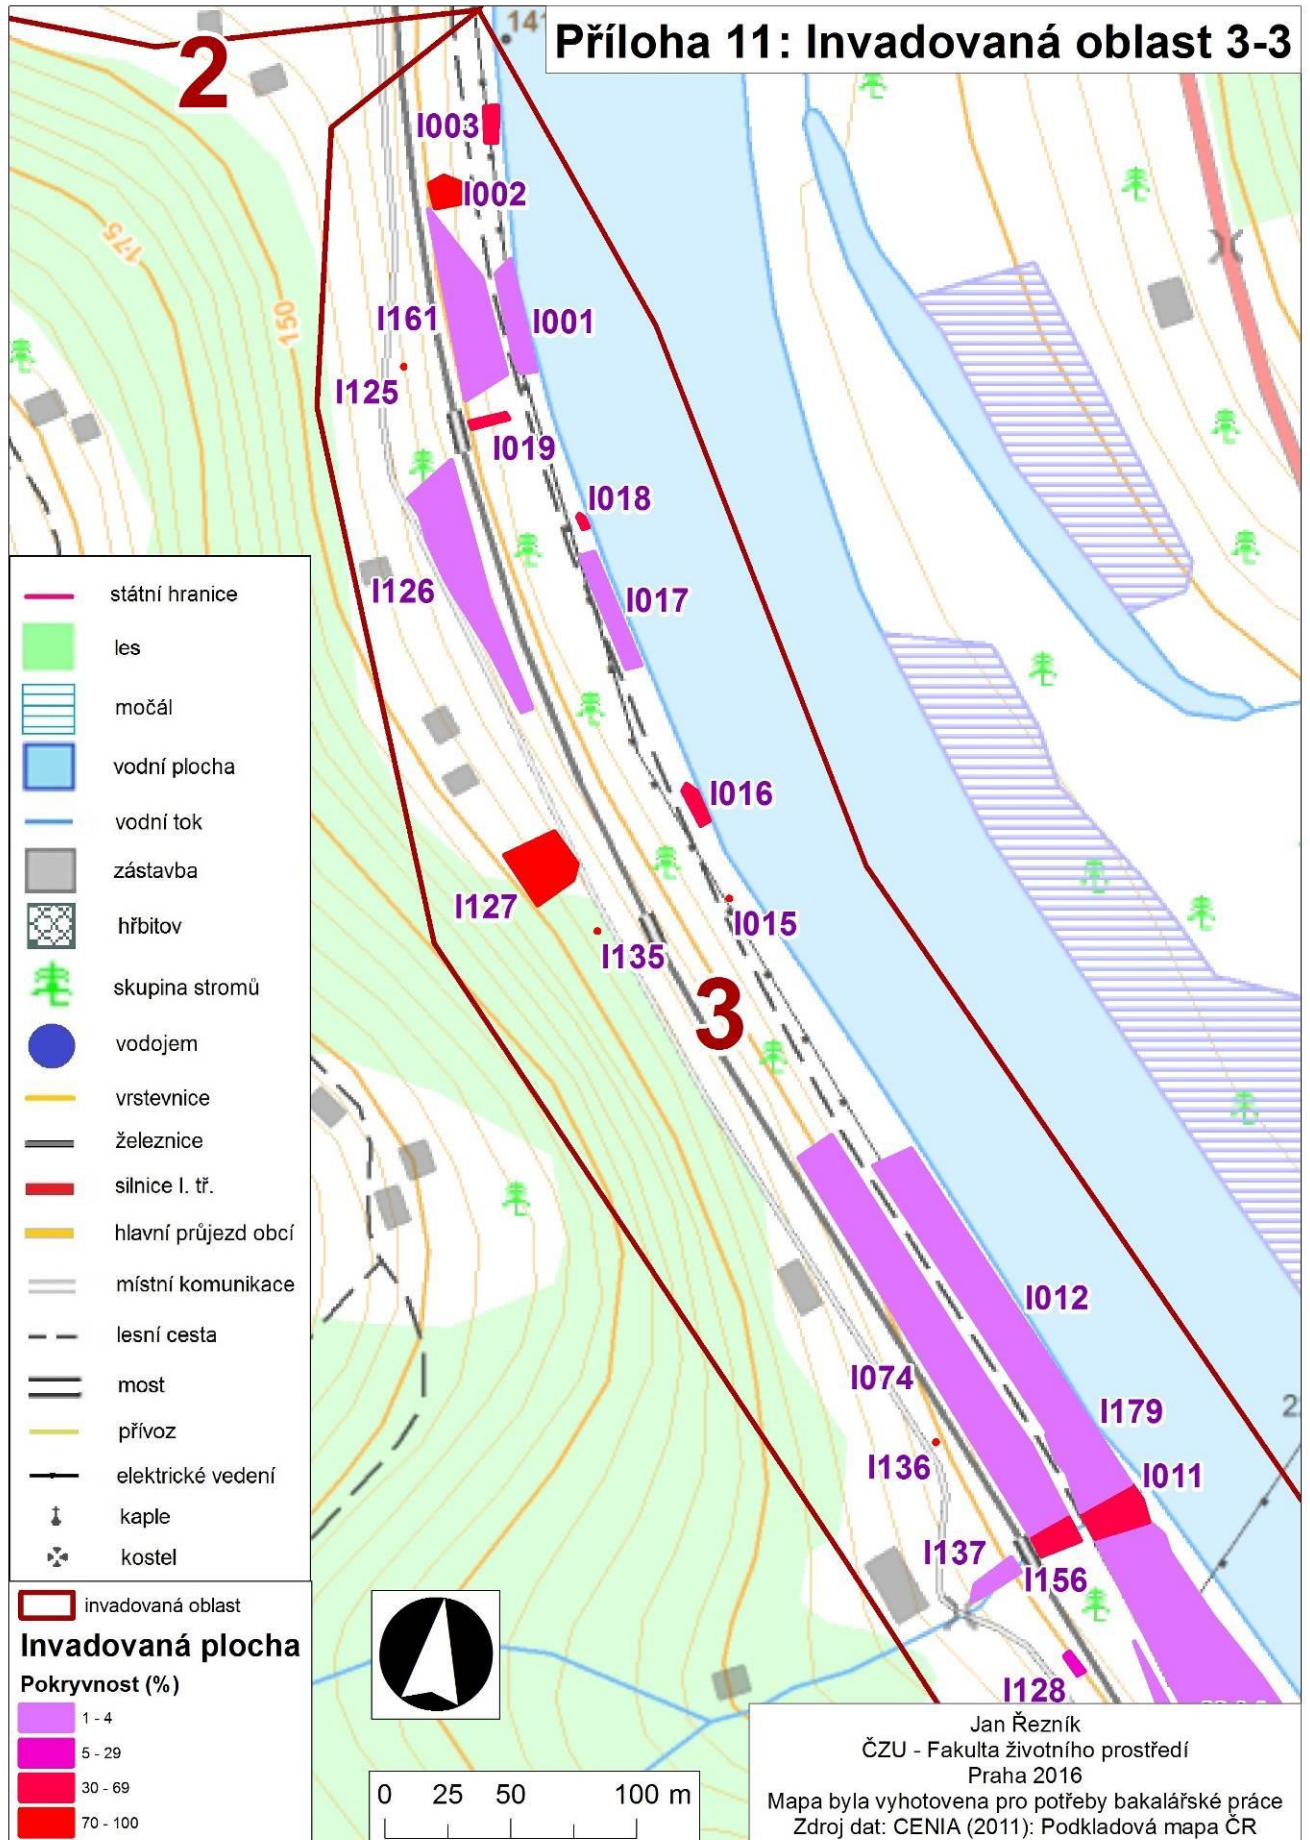 Příloha 11: Invadovaná oblast 3-3
2
141
I003
I002
175
150
I161
I001
I125
I019
I018
I126
I017
I016
I127
I015
I135
3
I012
I074
I179
2
I136
I011
I137
I156
I128
státní hranice
les
močál
vodní plocha
vodní tok
zástavba
hřbitov
skupina stromů
vodojem
vrstevnice
železnice
silnice I. tř.
hlavní průjezd obcí
místní komunikace
lesní cesta
most
přívoz
elektrické vedení
kaple
kostel
invadovaná oblast
Invadovaná plocha
Pokryvnost (%)
1 - 4
5 - 29
30 - 69
70 - 100
0 25 50 100 m
Jan Řezník
ČZU - Fakulta životního prostředí
Praha 2016
Mapa byla vyhotovena pro potřeby bakalářské práce
Zdroj dat: CENIA (2011): Podkladová mapa ČR